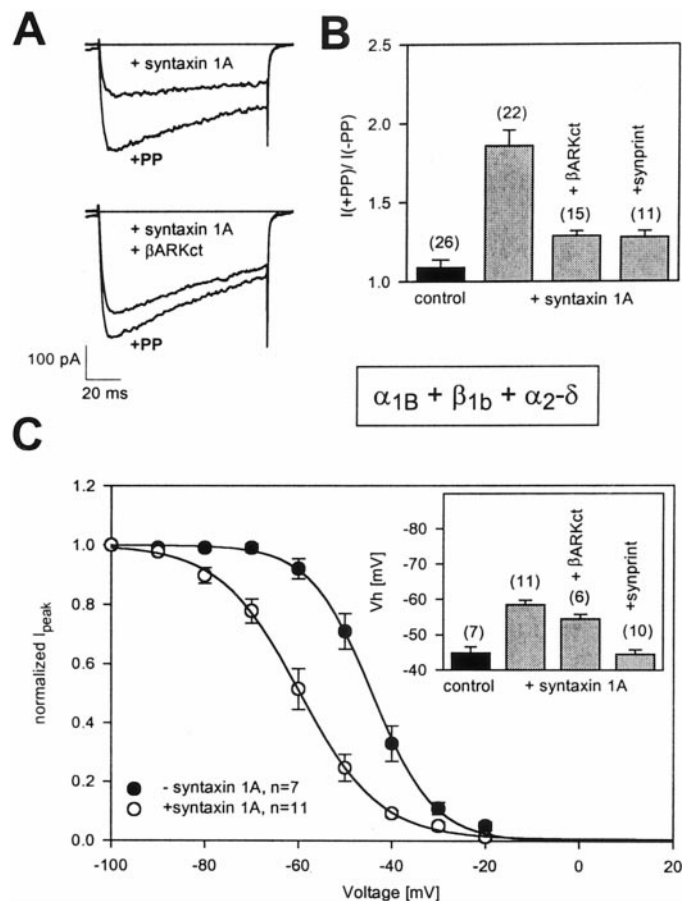 A
+ syntaxin 1A
+PP
+ syntaxin 1A
+ βARKct
+PP
100 pA
20 ms
B
I(+PP)/ I(-PP)
2.5
2.0
1.5
1.0
(26)
(22)
(15)
(11)
+ βARKct
+synprint
control
+ syntaxin 1A
α1B + β1b + α2-δ
C
normalized Ipeak
1.2
1.0
0.8
0.6
0.4
0.2
0.0
- syntaxin 1A, n=7
+syntaxin 1A, n=11
-100
-80
-60
-40
-20
0
20
Voltage [mV]
Vh [mV]
-80
-70
-60
-50
-40
(7)
(11)
(6)
(10)
+ βARKct
+synprint
control
+ syntaxin 1A